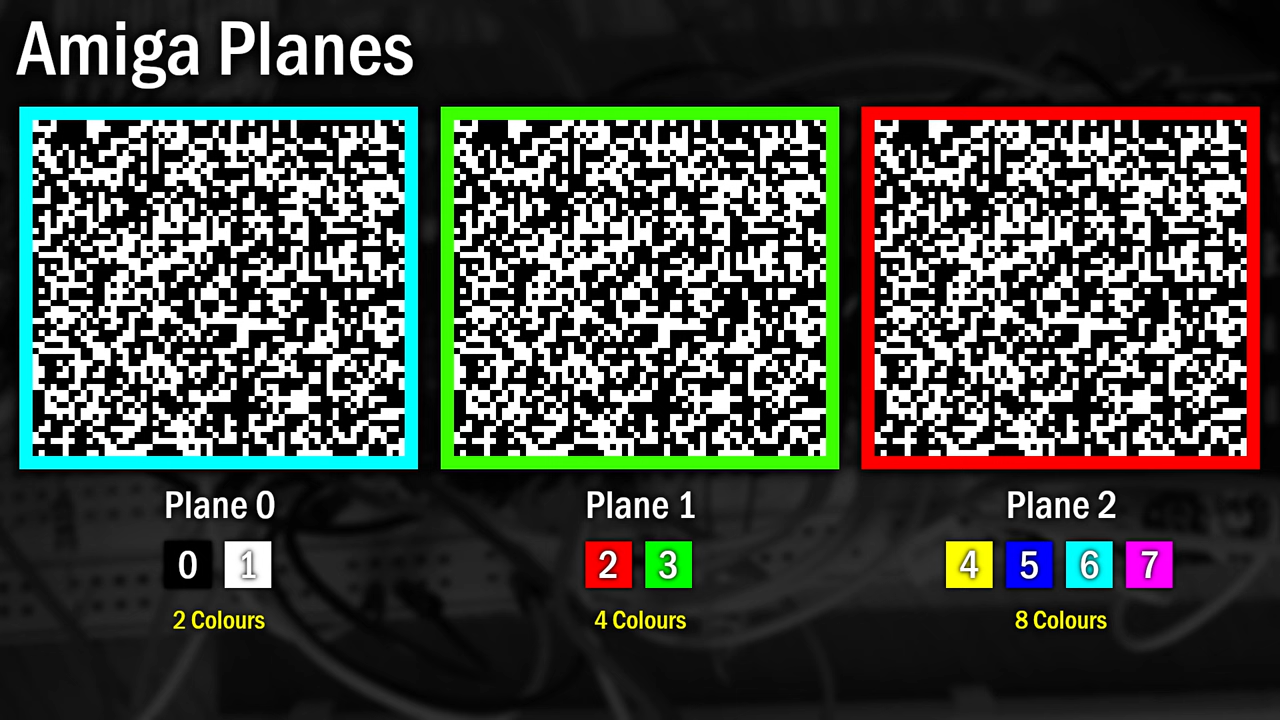 Amiga Planes
Plane 0
Plane 1
Plane 2
0 1
2 3
4 5 6 7
2 Colours
4 Colours
8 Colours